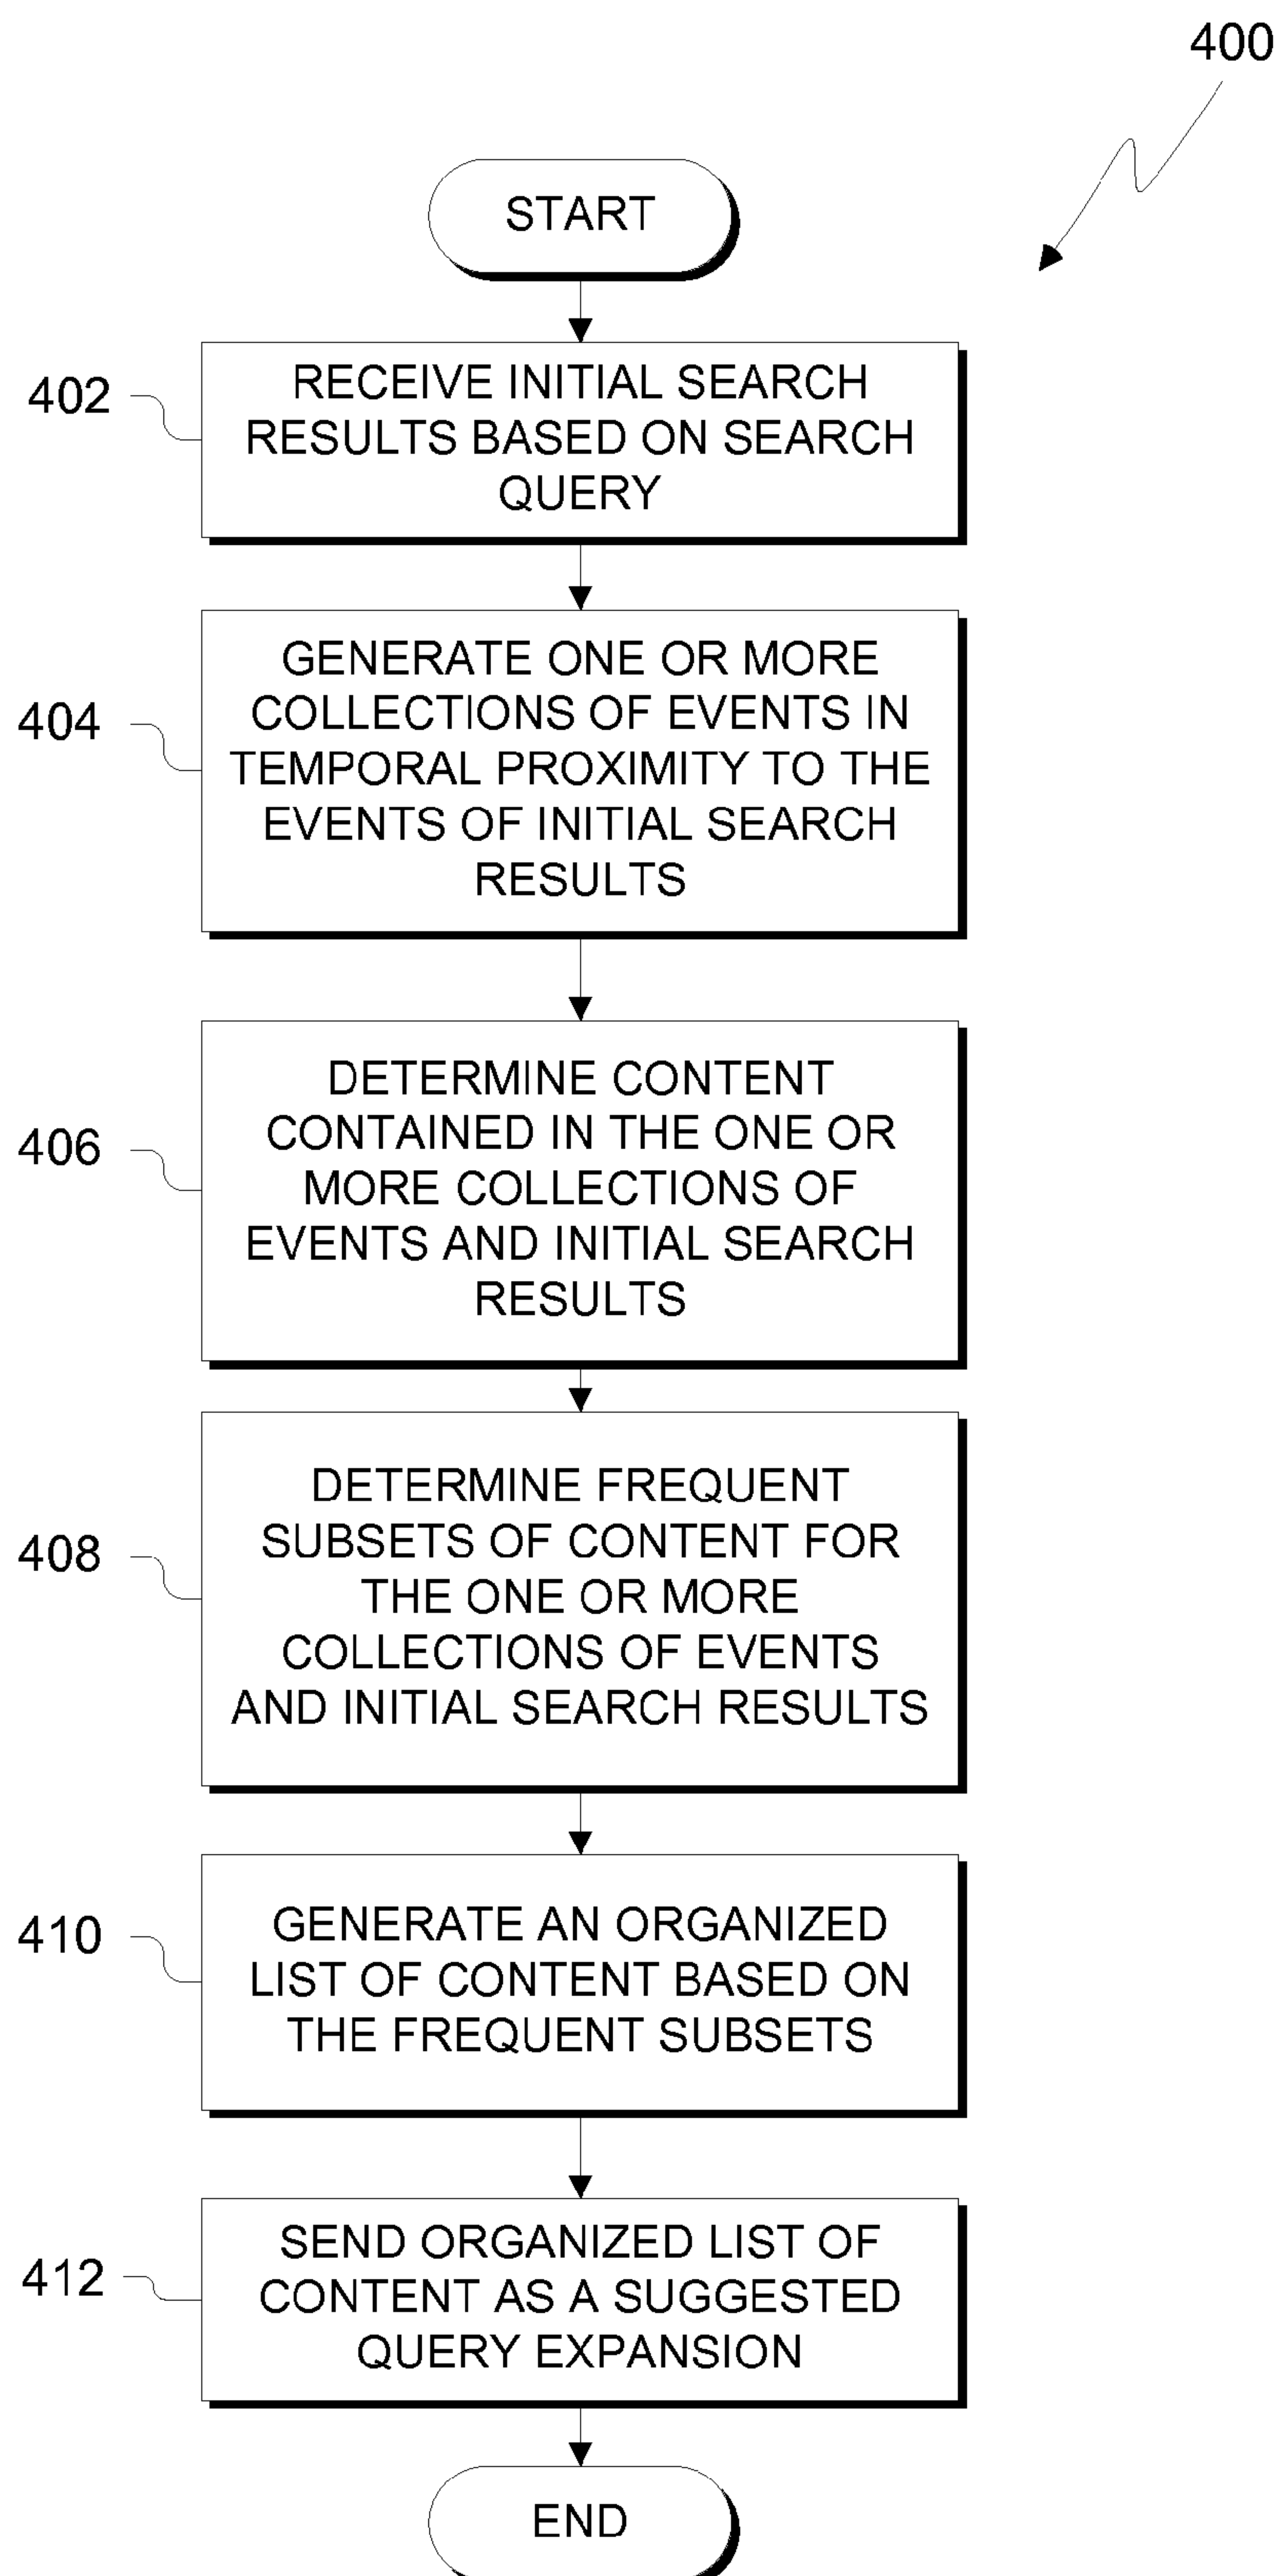 400
START
402
RECEIVE INITIAL SEARCH
RESULTS BASED ON SEARCH
QUERY
404
GENERATE ONE OR MORE
COLLECTIONS OF EVENTS IN
TEMPORAL PROXIMITY TO THE
EVENTS OF INITIAL SEARCH
RESULTS
406
DETERMINE CONTENT
CONTAINED IN THE ONE OR
MORE COLLECTIONS OF
EVENTS AND INITIAL SEARCH
RESULTS
408
DETERMINE FREQUENT
SUBSETS OF CONTENT FOR
THE ONE OR MORE
COLLECTIONS OF EVENTS
AND INITIAL SEARCH RESULTS
410
GENERATE AN ORGANIZED
LIST OF CONTENT BASED ON
THE FREQUENT SUBSETS
412
SEND ORGANIZED LIST OF
CONTENT AS A SUGGESTED
QUERY EXPANSION
END